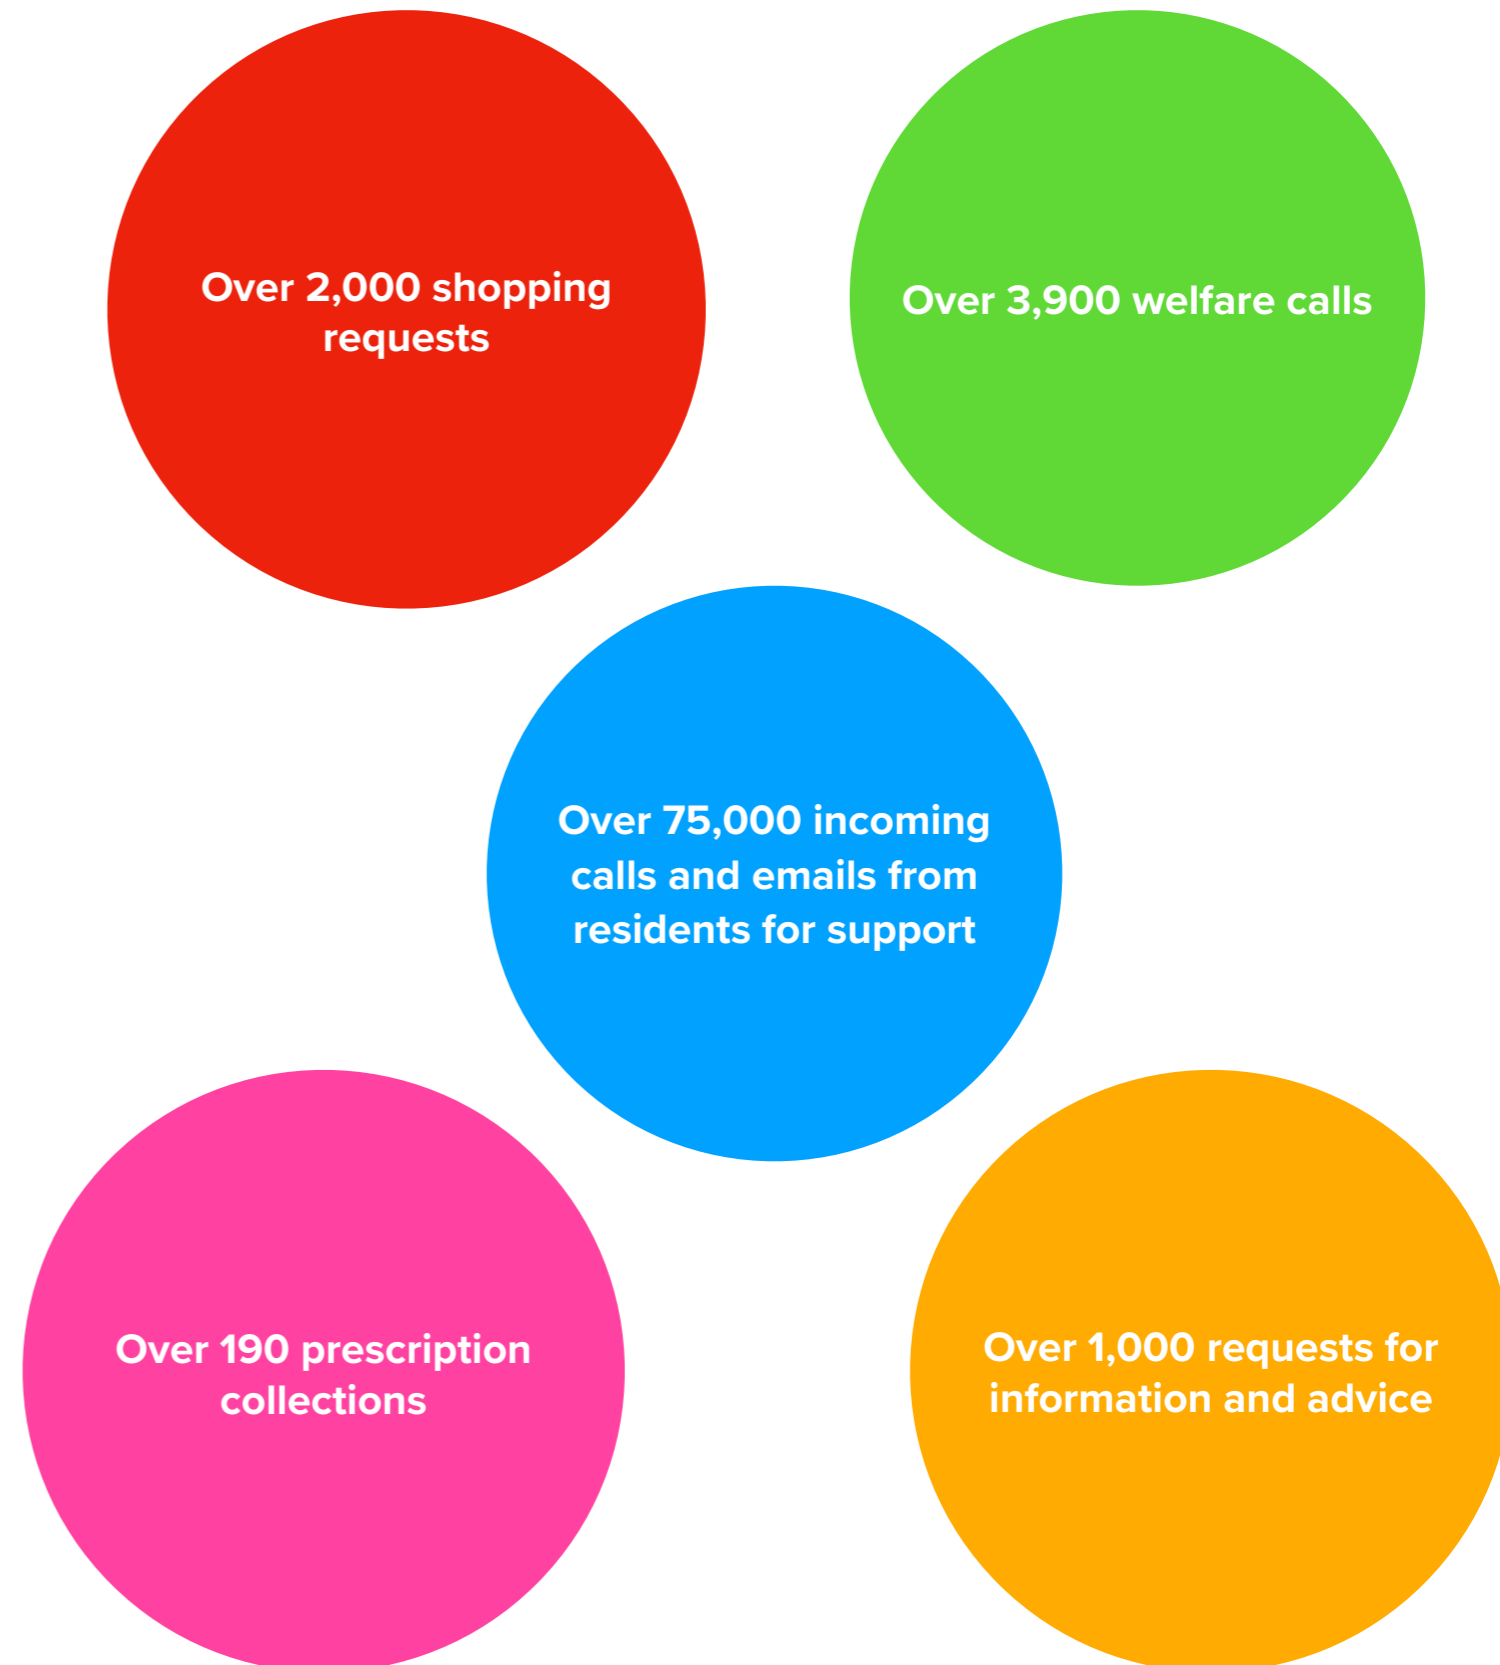 Over 2,000 shopping
requests
Over 3,900 welfare calls
Over 75,000 incoming
calls and emails from
residents for support
Over 190 prescription
collections
Over 1,000 requests for
information and advice